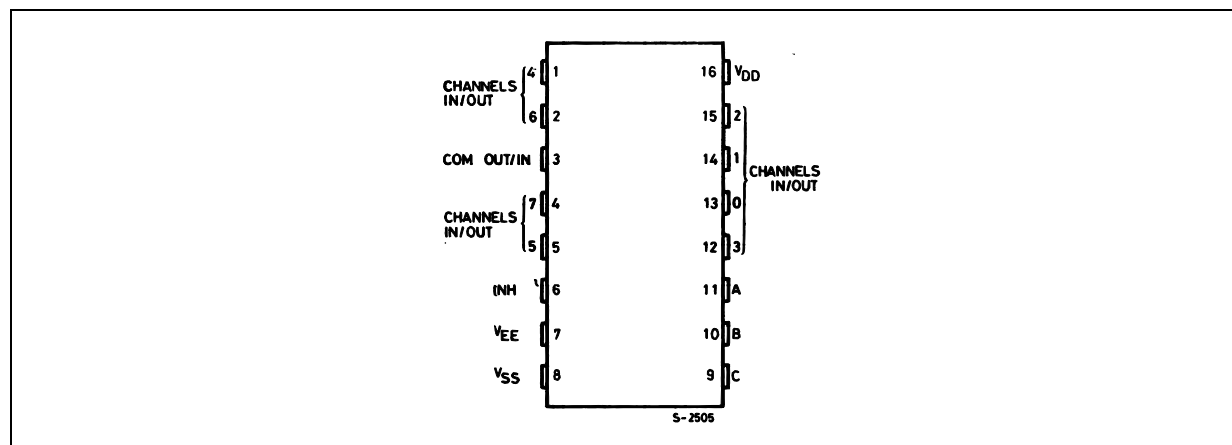 4 1 16 VDD
CHANNELS
IN/OUT
6 2 15 2
COM OUT/IN 3 14 1
CHANNELS
IN/OUT
7 4 13 0
CHANNELS
IN/OUT
5 5 12 3
INH 6 11 A
VEE 7 10 B
VSS 8 9 C
S-2505